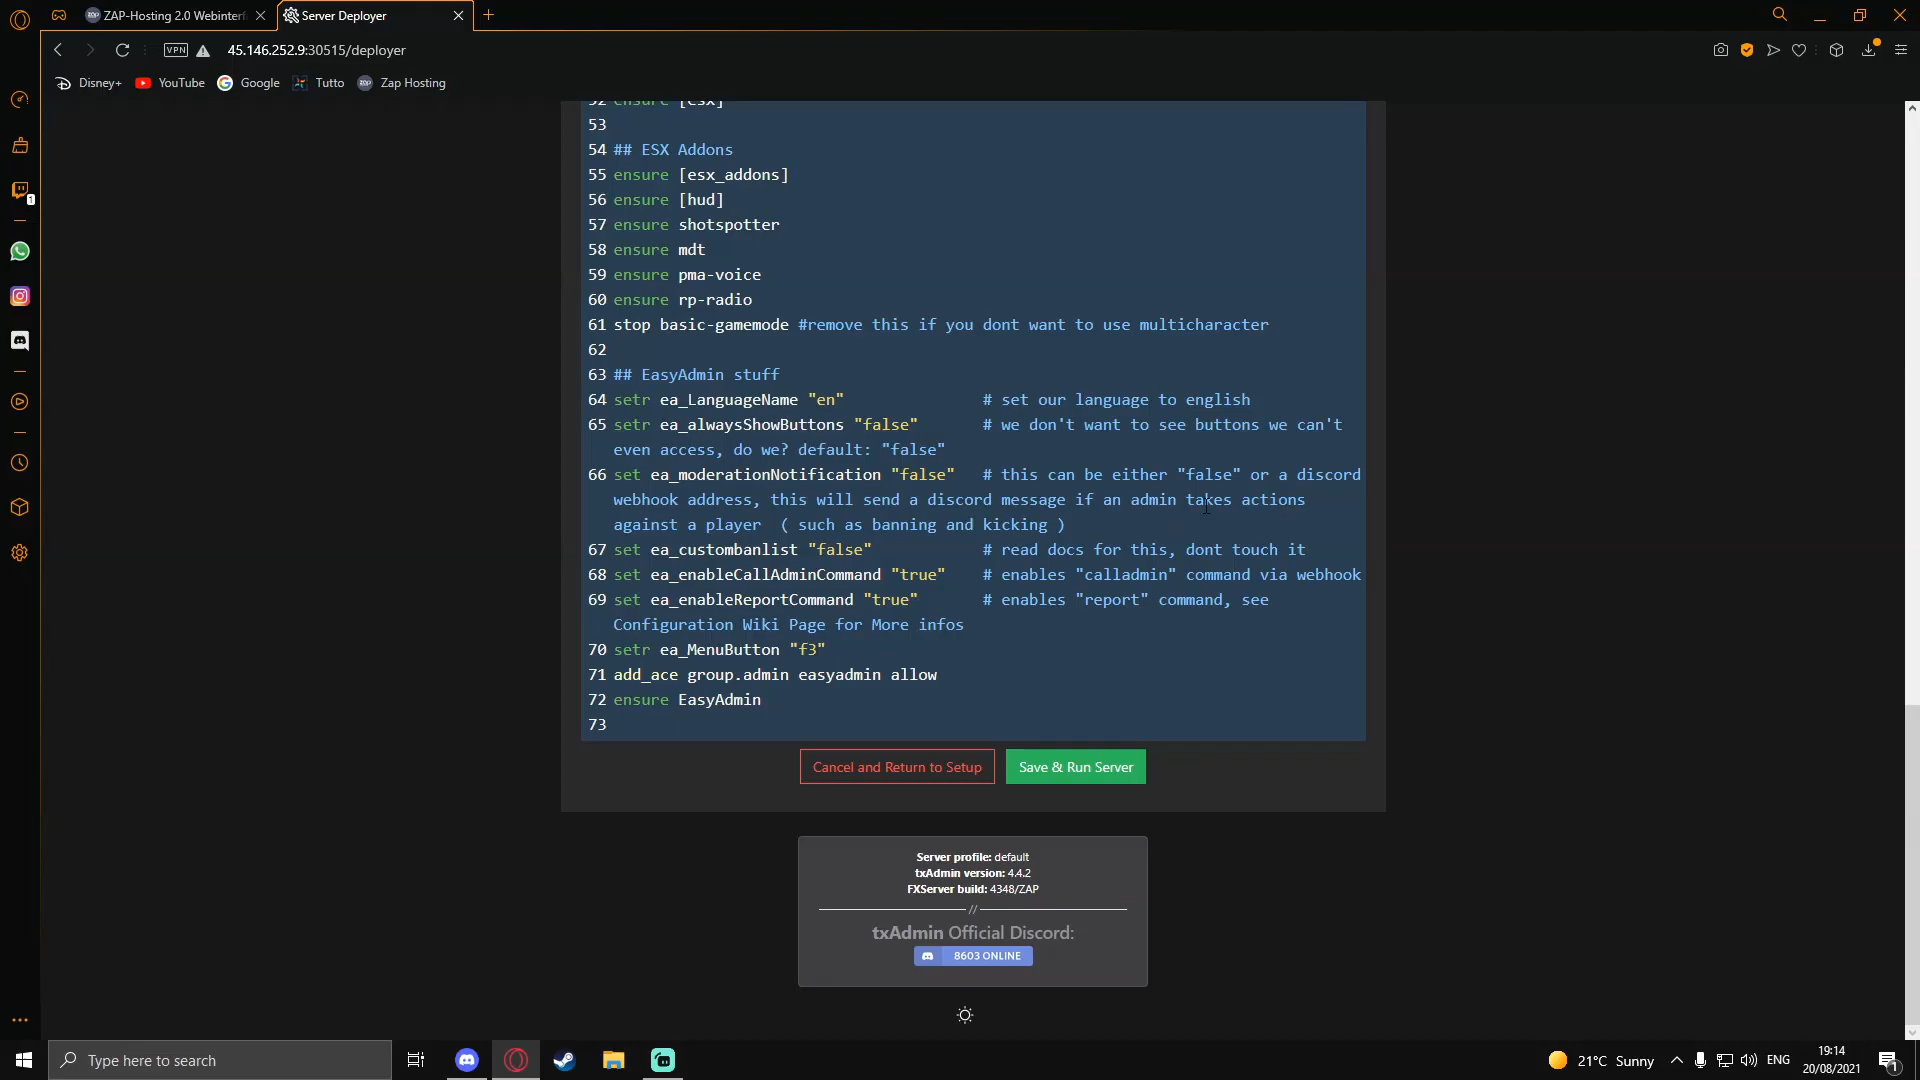 ZAP-Hosting 2.0 Webinterf
Server Deployer
VPN
45.146.252.9:30515/deployer
Disney+
YouTube
Google
Tutto
Zap Hosting
52 ensure [esx]
53
54 ## ESX Addons
55 ensure [esx_addons]
56 ensure [hud]
57 ensure shotspotter
58 ensure mdt
59 ensure pma-voice
60 ensure rp-radio
61 stop basic-gamemode #remove this if you dont want to use multicharacter
62
63 ## EasyAdmin stuff
64 setr ea_LanguageName "en" # set our language to english
65 setr ea_alwaysShowButtons "false" # we don't want to see buttons we can't
even access, do we? default: "false"
66 set ea_moderationNotification "false" # this can be either "false" or a discord
webhook address, this will send a discord message if an admin takes actions
against a player ( such as banning and kicking )
67 set ea_custombanlist "false" # read docs for this, dont touch it
68 set ea_enableCallAdminCommand "true" # enables "calladmin" command via webhook
69 set ea_enableReportCommand "true" # enables "report" command, see
Configuration Wiki Page for More infos
70 setr ea_MenuButton "f3"
71 add_ace group.admin easyadmin allow
72 ensure EasyAdmin
73
Cancel and Return to Setup
Save & Run Server
Server profile: default
txAdmin version: 4.4.2
FXServer build: 4348/ZAP
//
txAdmin Official Discord:
8603 ONLINE
Type here to search
21°C Sunny
ENG
19:14
20/08/2021
1
1